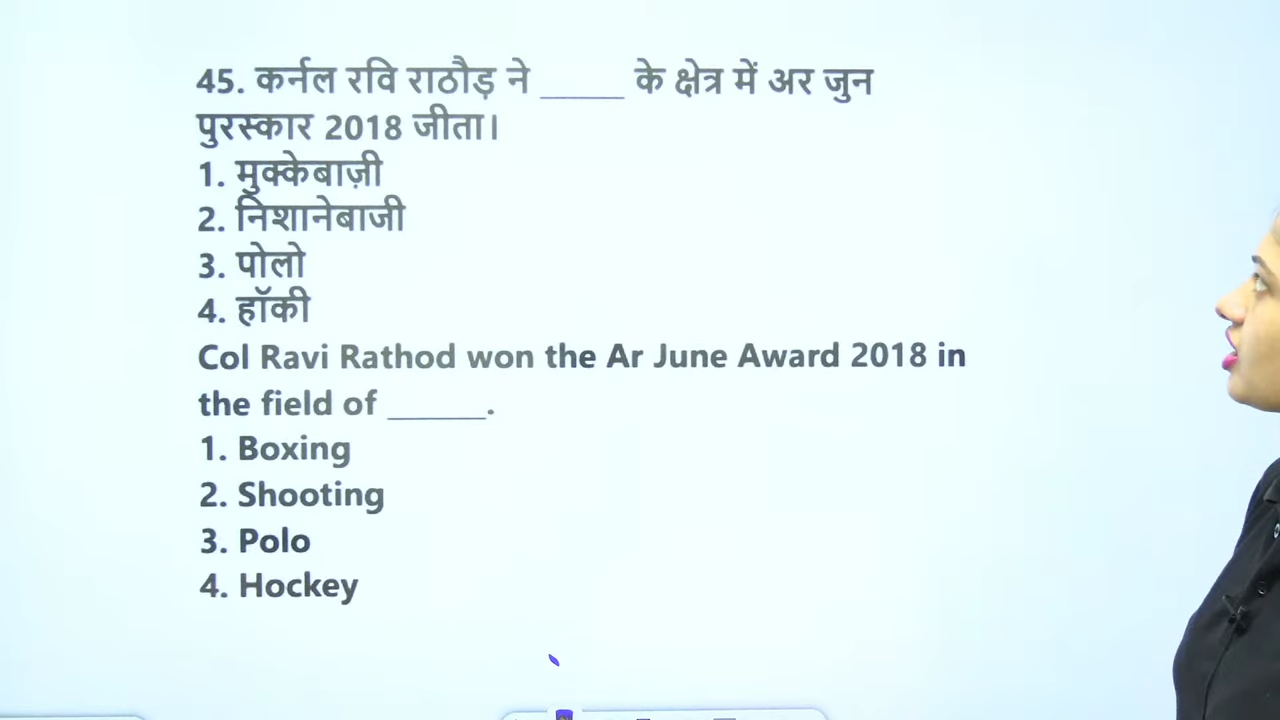 45. कर्नल रवि राठौड़ ने _____ के क्षेत्र में अर जुन
पुरस्कार 2018 जीता।
1. मुक्केबाज़ी
2. निशानेबाजी
3. पोलो
4. हॉकी
Col Ravi Rathod won the Ar June Award 2018 in
the field of ______.
1. Boxing
2. Shooting
3. Polo
4. Hockey